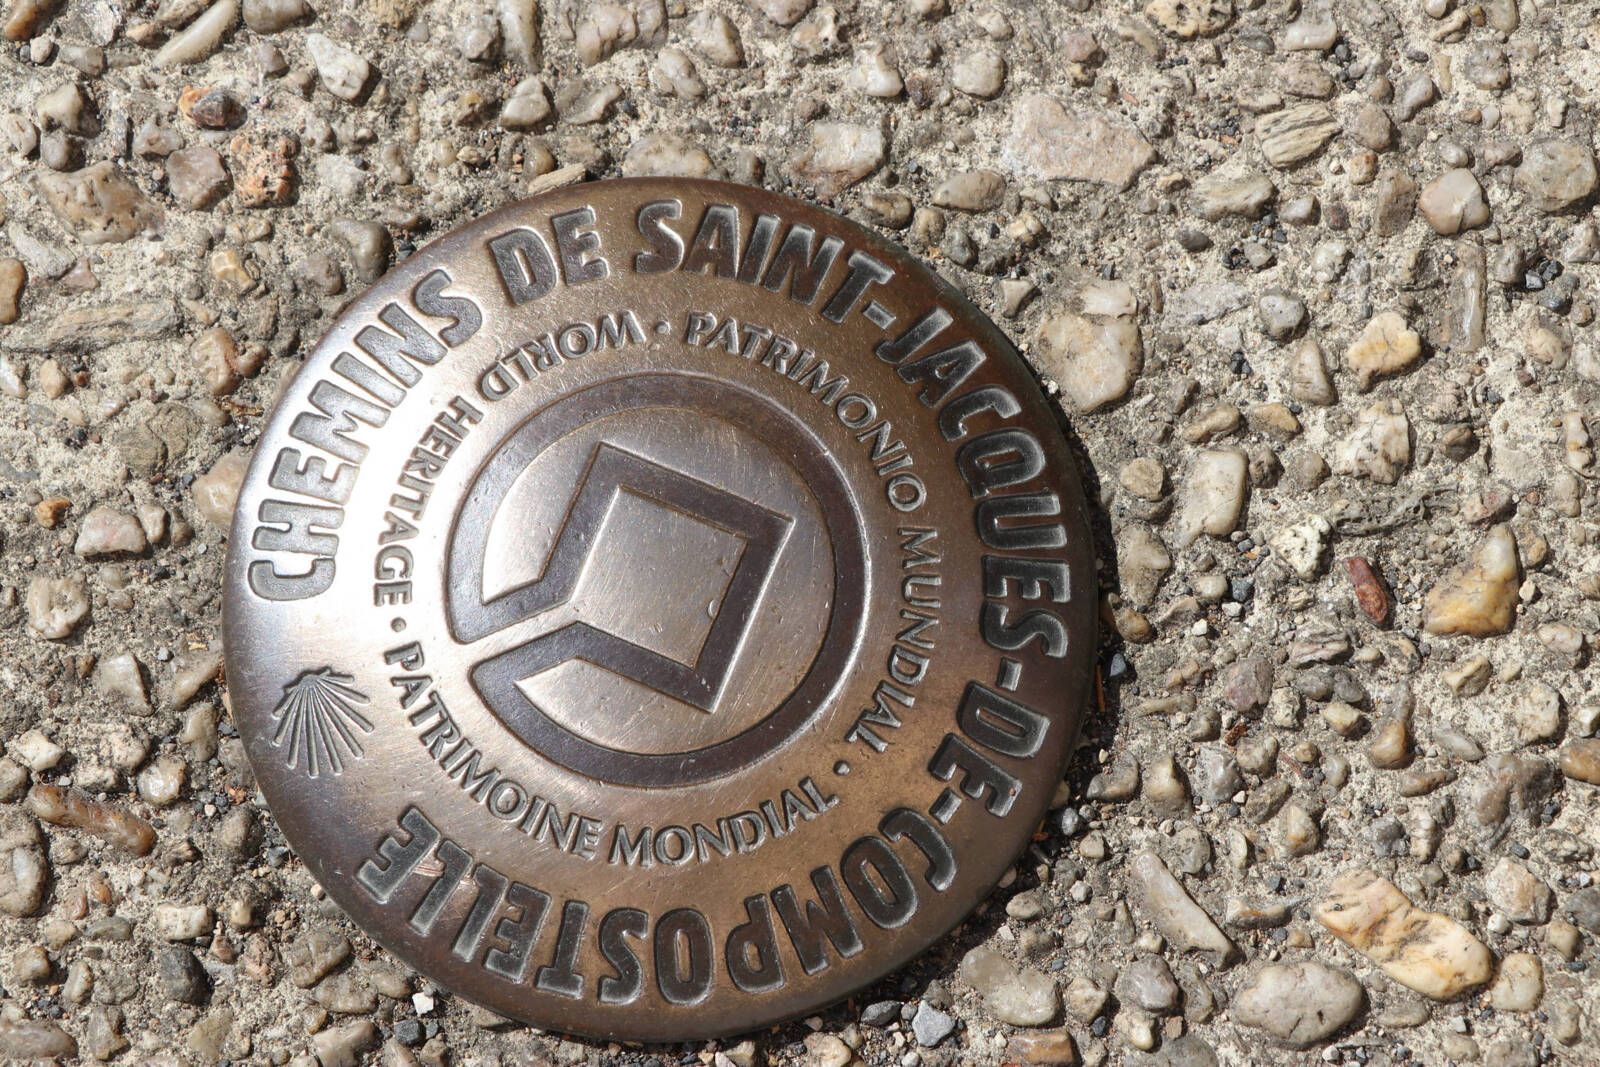 CHEMINS DE SAINT-JACQUES-DE-COMPOSTELLE
WORLD HERITAGE • PATRIMOINE MONDIAL • PATRIMONIO MUNDIAL •